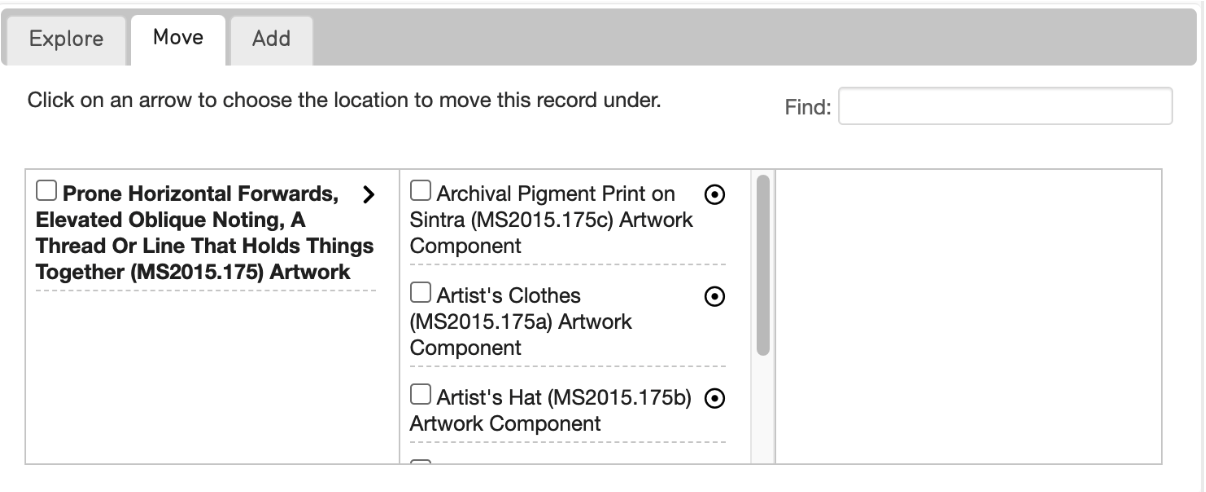 Explore Move Add
Click on an arrow to choose the location to move this record under.
Find:
Prone Horizontal Forwards,
Elevated Oblique Noting, A
Thread Or Line That Holds Things
Together (MS2015.175) Artwork
Archival Pigment Print on
Sintra (MS2015.175c) Artwork
Component
Artist's Clothes
(MS2015.175a) Artwork
Component
Artist's Hat (MS2015.175b)
Artwork Component